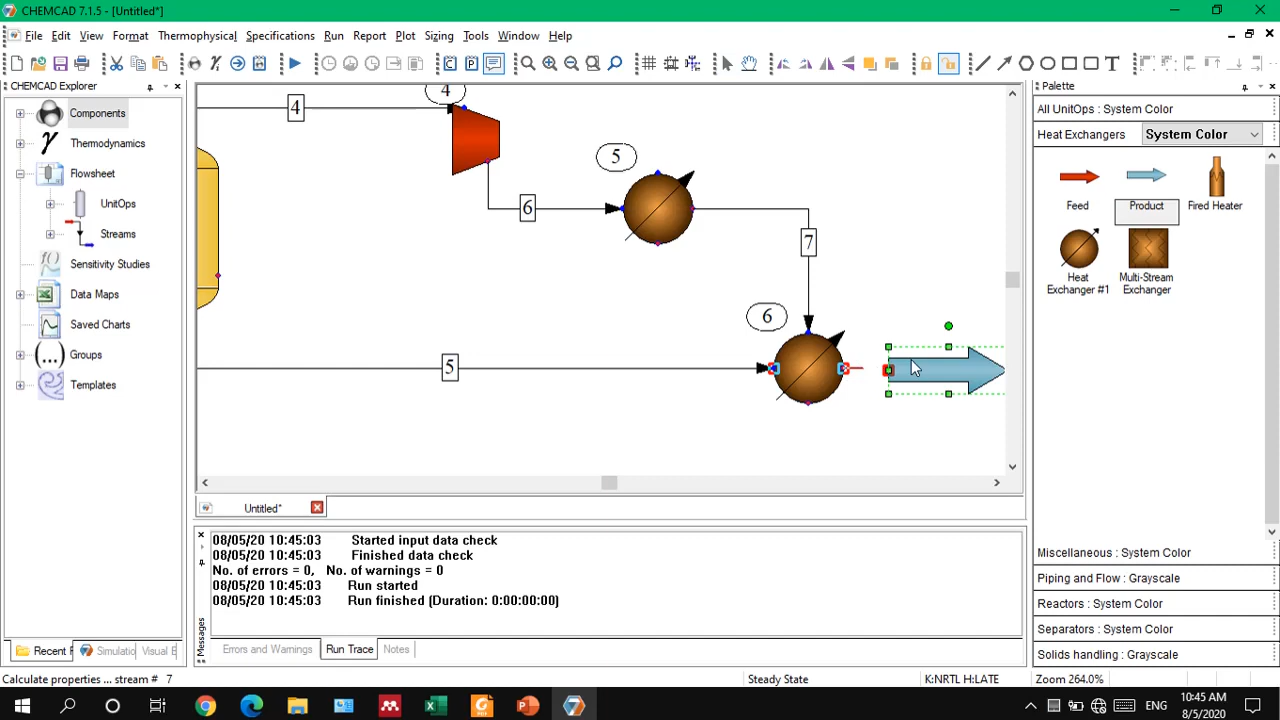 CHEMCAD 7.1.5 - [Untitled*]
File Edit View Format Thermophysical Specifications Run Report Plot Sizing Tools Window Help
CHEMCAD Explorer
Components
Thermodynamics
Flowsheet
UnitOps
Streams
Sensitivity Studies
Data Maps
Saved Charts
Groups
Templates
Recent F
Simulatio
Visual E
4
4
5
6
7
6
5
Untitled*
Messages
08/05/20 10:45:03 Started input data check
08/05/20 10:45:03 Finished data check
No. of errors = 0, No. of warnings = 0
08/05/20 10:45:03 Run started
08/05/20 10:45:03 Run finished (Duration: 0:00:00:00)
Errors and Warnings Run Trace Notes
Palette
All UnitOps : System Color
Heat Exchangers System Color
Feed Product Fired Heater
Heat Exchanger #1
Multi-Stream Exchanger
Miscellaneous : System Color
Piping and Flow : Grayscale
Reactors : System Color
Separators : System Color
Solids handling : Grayscale
Calculate properties ... stream # 7 Steady State K:NRTL H:LATE Zoom 264.0%
ENG
10:45 AM
8/5/2020